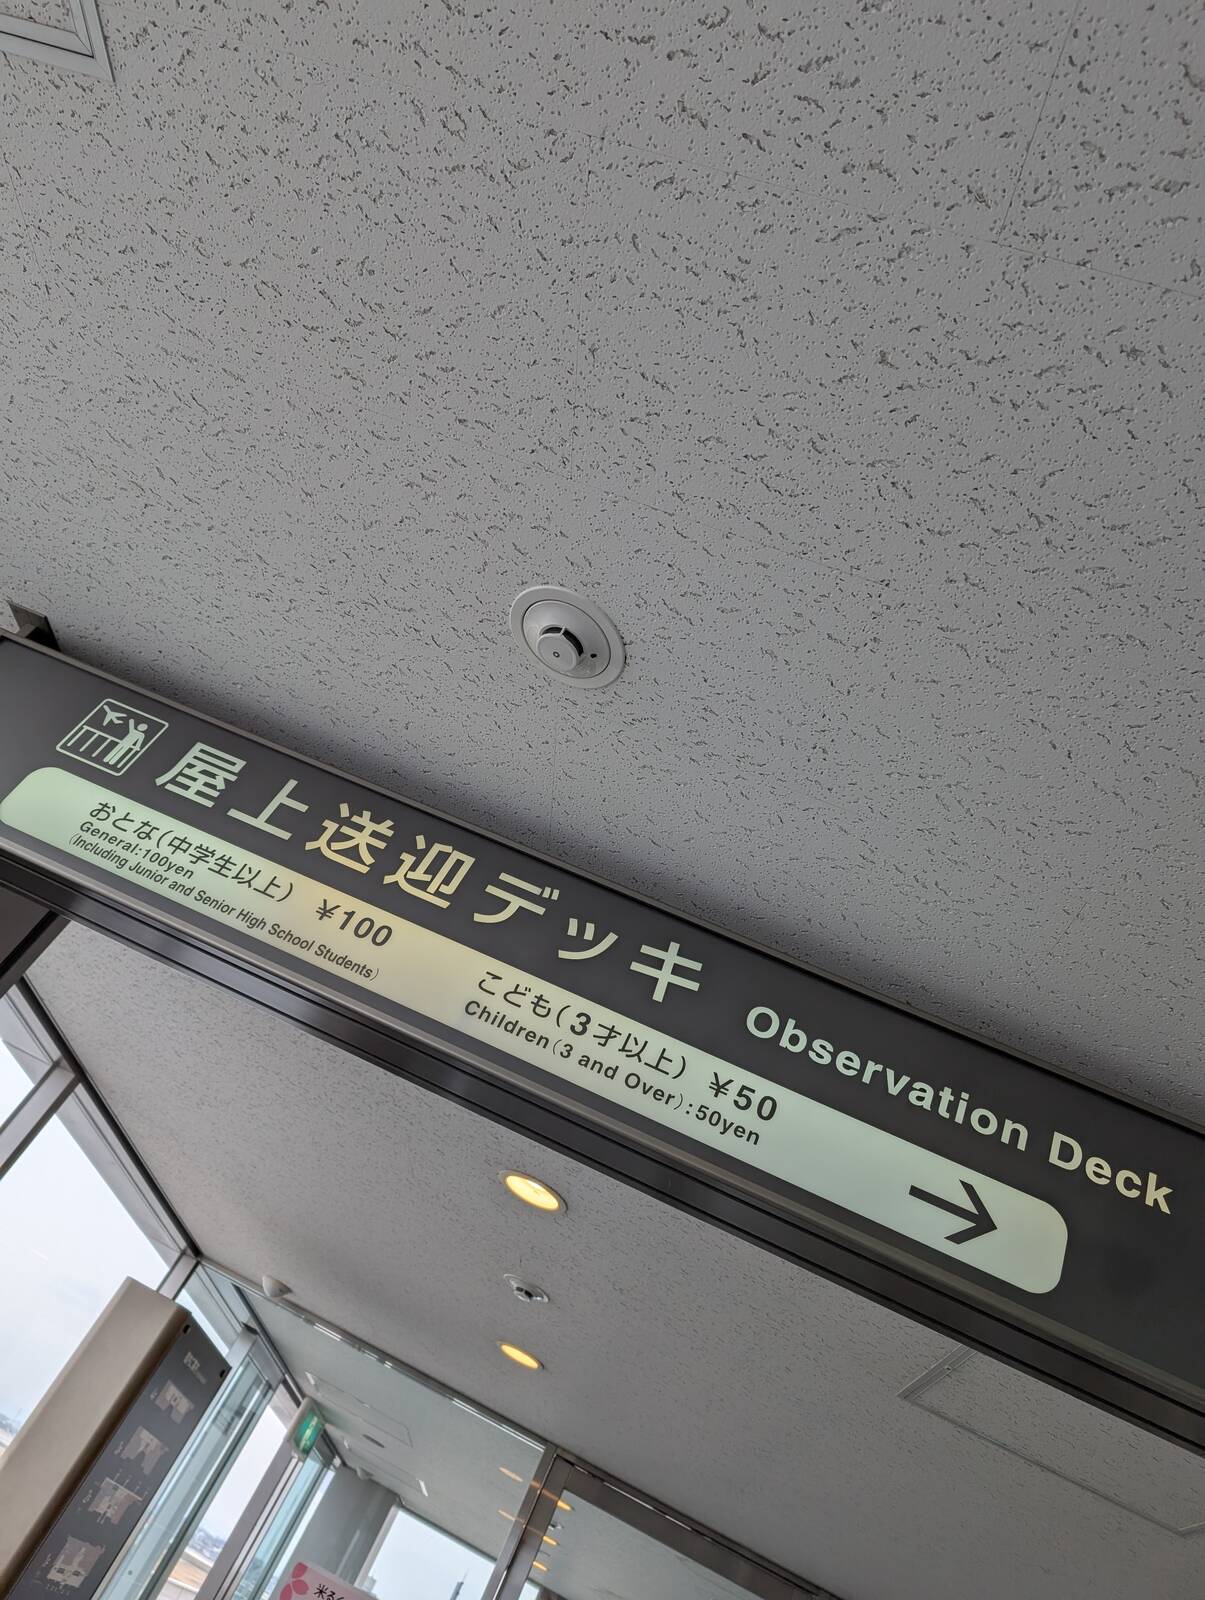 屋上送迎デッキ Observation Deck
おとな(中学生以上) ¥100
General:100yen
(Including Junior and Senior High School Students)
こども(3才以上) ¥50
Children(3 and Over):50yen